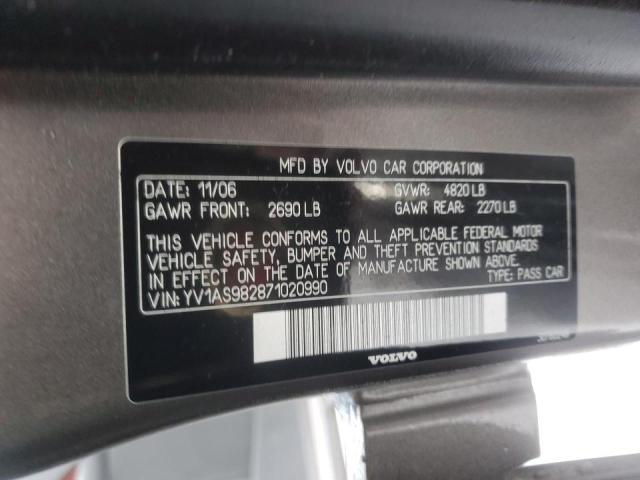 MFD BY VOLVO CAR CORPORATION
DATE: 11/06 GVWR: 4820 LB
GAWR FRONT: 2690 LB GAWR REAR: 2270 LB
THIS VEHICLE CONFORMS TO ALL APPLICABLE FEDERAL MOTOR
VEHICLE SAFETY, BUMPER AND THEFT PREVENTION STANDARDS
IN EFFECT ON THE DATE OF MANUFACTURE SHOWN ABOVE.
VIN: YV1AS982871020990 TYPE: PASS CAR
VOLVO